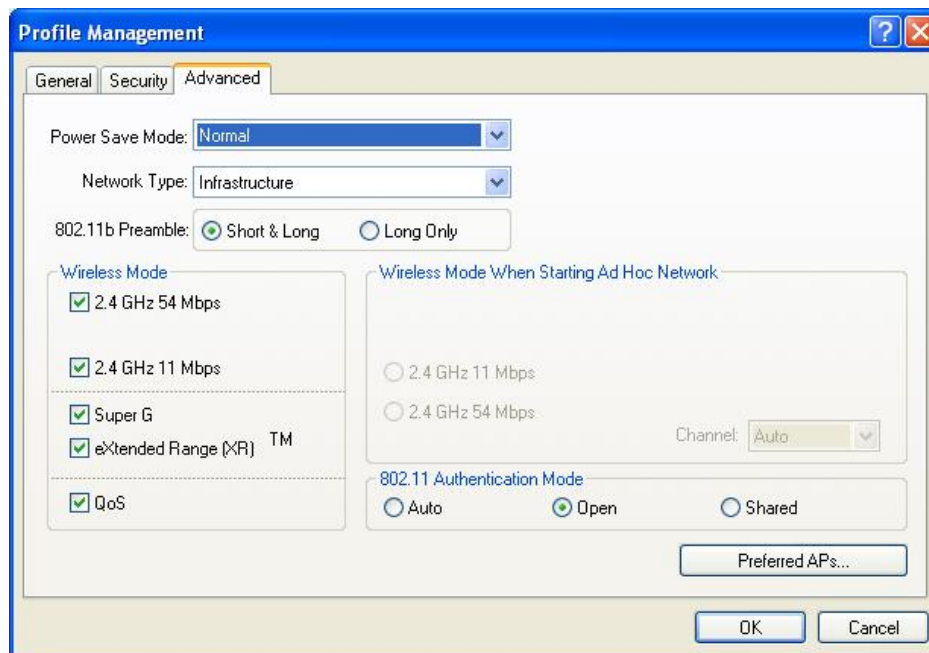 Profile Management
General Security Advanced
Power Save Mode: Normal
Network Type: Infrastructure
802.11b Preamble: Short & Long Long Only
Wireless Mode
2.4 GHz 54 Mbps
2.4 GHz 11 Mbps
Super G
eXtended Range (XR) TM
QoS
Wireless Mode When Starting Ad Hoc Network
2.4 GHz 11 Mbps
2.4 GHz 54 Mbps
Channel: Auto
802.11 Authentication Mode
Auto Open Shared
Preferred APs...
OK Cancel